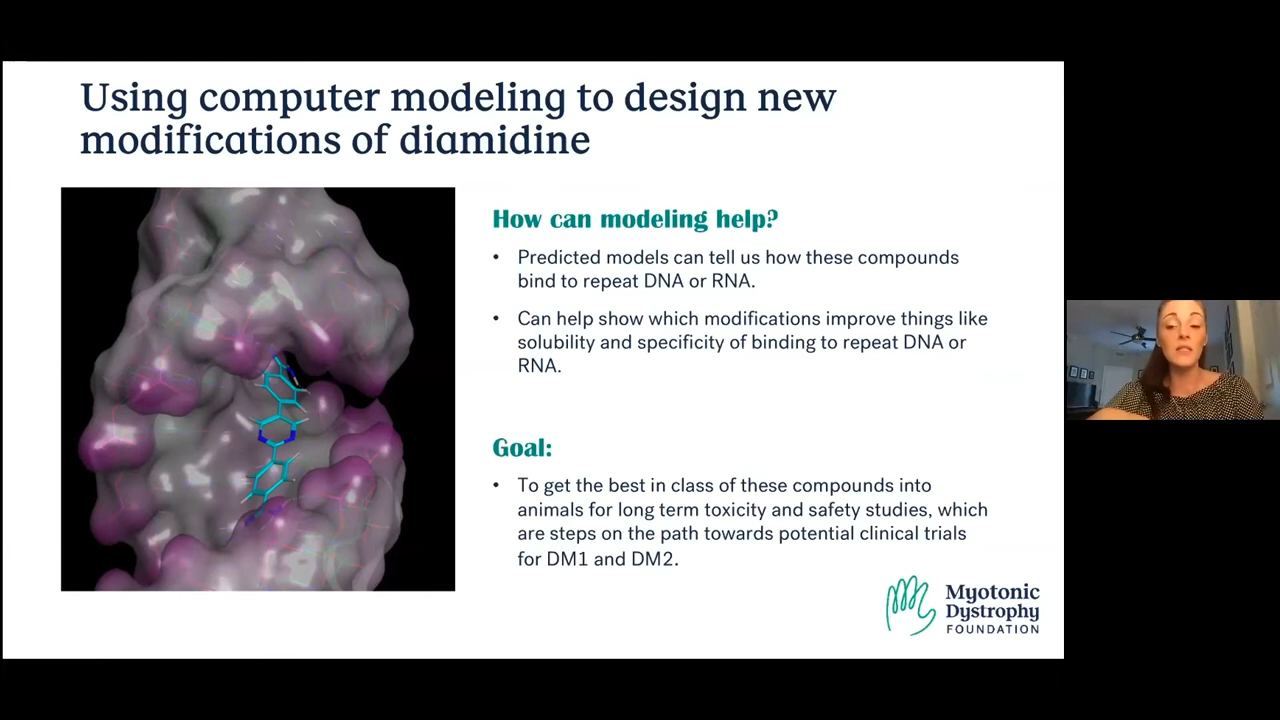 Using computer modeling to design new
modifications of diamidine
How can modeling help?
• Predicted models can tell us how these compounds
bind to repeat DNA or RNA.
• Can help show which modifications improve things like
solubility and specificity of binding to repeat DNA or
RNA.
Goal:
• To get the best in class of these compounds into
animals for long term toxicity and safety studies, which
are steps on the path towards potential clinical trials
for DM1 and DM2.
Myotonic
Dystrophy
FOUNDATION